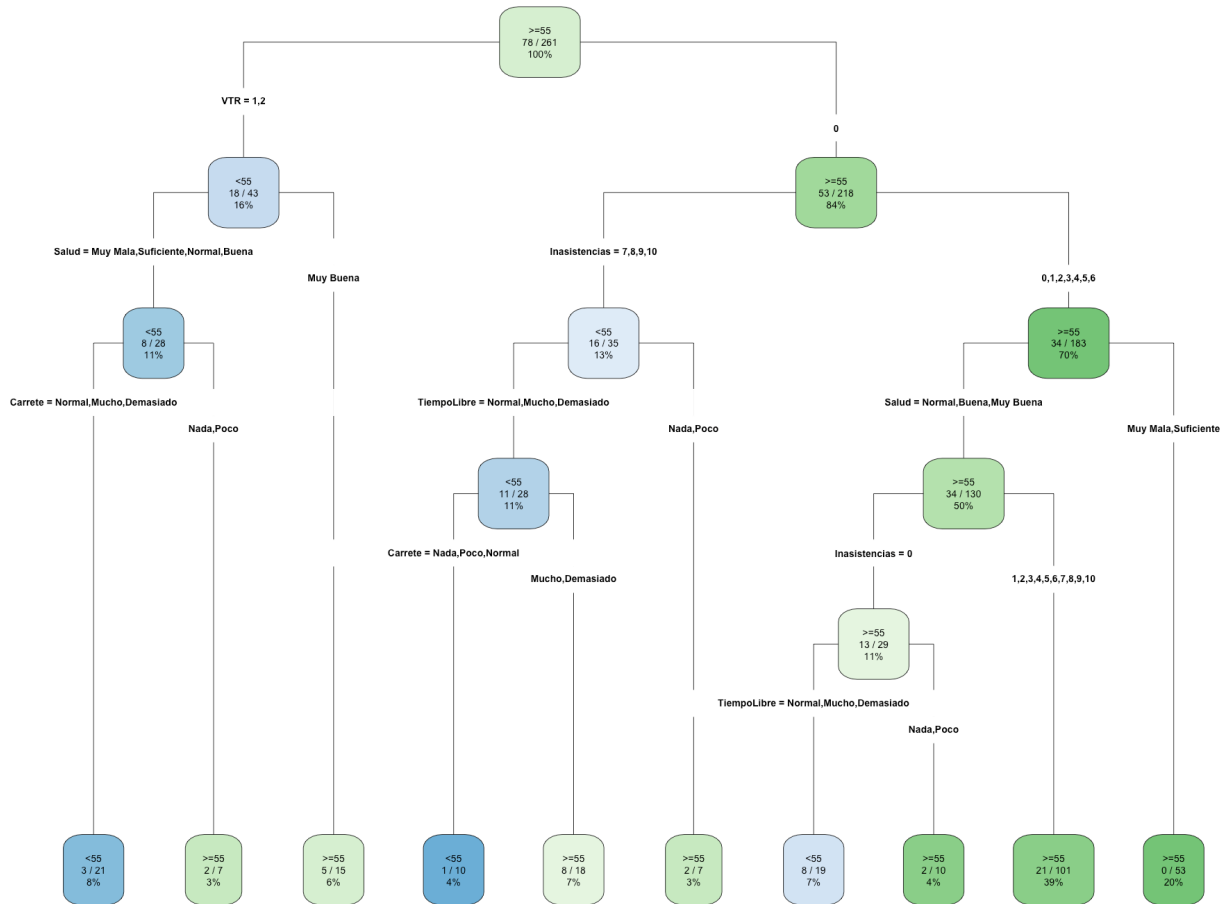 >=55
78 / 261
100%
VTR = 1,2
0
<55
18 / 43
16%
>=55
53 / 218
84%
Salud = Muy Mala,Suficiente,Normal,Buena
Muy Buena
Inasistencias = 7,8,9,10
0,1,2,3,4,5,6
<55
8 / 28
11%
<55
16 / 35
13%
>=55
34 / 183
70%
Carrete = Normal,Mucho,Demasiado
Nada,Poco
TiempoLibre = Normal,Mucho,Demasiado
Nada,Poco
Salud = Normal,Buena,Muy Buena
Muy Mala,Suficiente
<55
11 / 28
11%
>=55
34 / 130
50%
Carrete = Nada,Poco,Normal
Mucho,Demasiado
Inasistencias = 0
1,2,3,4,5,6,7,8,9,10
>=55
13 / 29
11%
TiempoLibre = Normal,Mucho,Demasiado
Nada,Poco
<55
3 / 21
8%
>=55
2 / 7
3%
>=55
5 / 15
6%
<55
1 / 10
4%
>=55
8 / 18
7%
>=55
2 / 7
3%
<55
8 / 19
7%
>=55
2 / 10
4%
>=55
21 / 101
39%
>=55
0 / 53
20%